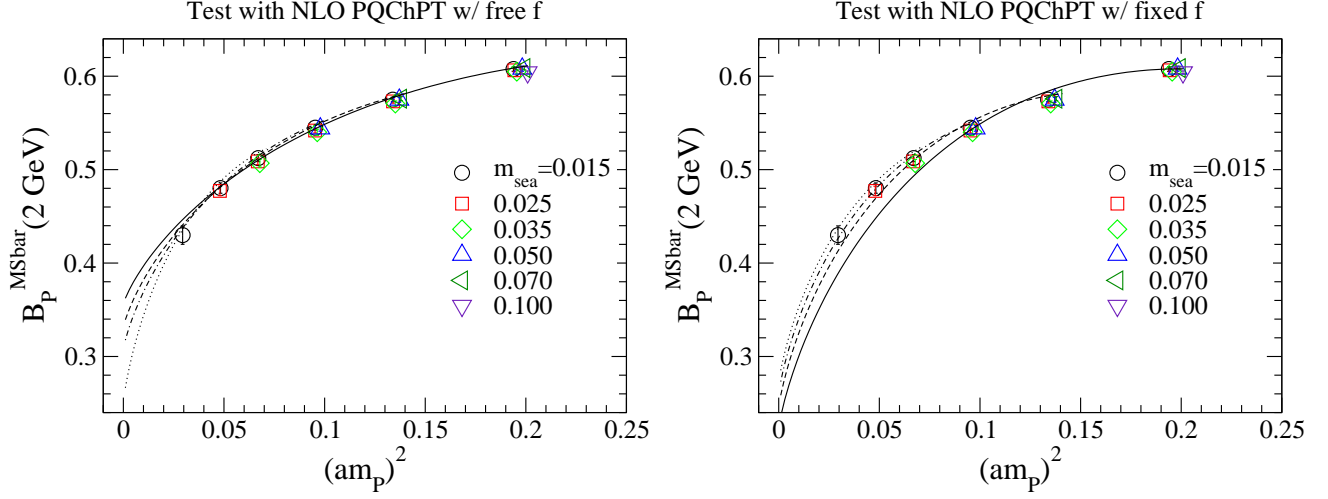 Test with NLO PQChPT w/ free f
0.6
0.5
0.4
0.3
B_P^MSbar(2 GeV)
m_sea=0.015
0.025
0.035
0.050
0.070
0.100
0 0.05 0.1 0.15 0.2 0.25
(am_P)^2
Test with NLO PQChPT w/ fixed f
0.6
0.5
0.4
0.3
B_P^MSbar(2 GeV)
m_sea=0.015
0.025
0.035
0.050
0.070
0.100
0 0.05 0.1 0.15 0.2 0.25
(am_P)^2